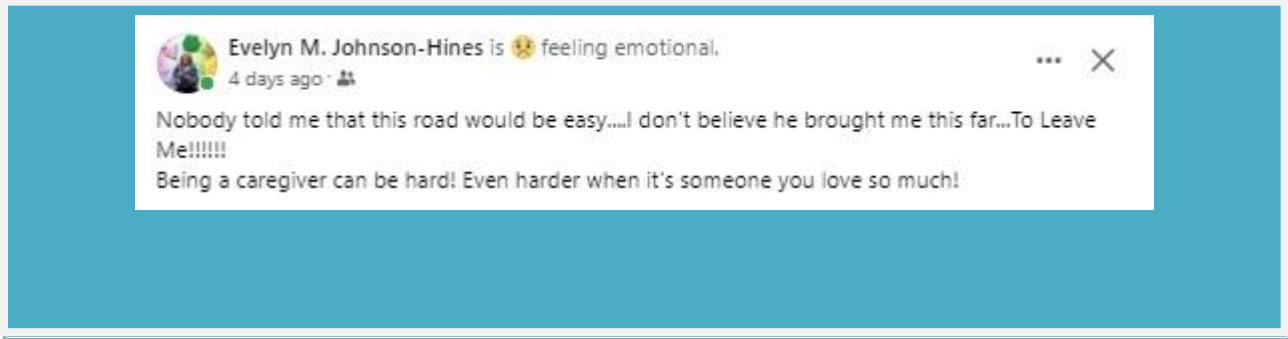 Evelyn M. Johnson-Hines is 😟 feeling emotional.
4 days ago ·
Nobody told me that this road would be easy....I don't believe he brought me this far...To Leave
Me!!!!!!
Being a caregiver can be hard! Even harder when it's someone you love so much!